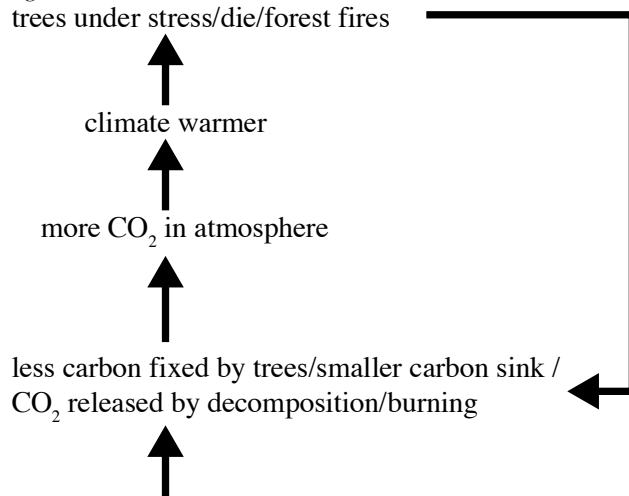 trees under stress/die/forest fires
climate warmer
more CO₂ in atmosphere
less carbon fixed by trees/smaller carbon sink /
CO₂ released by decomposition/burning